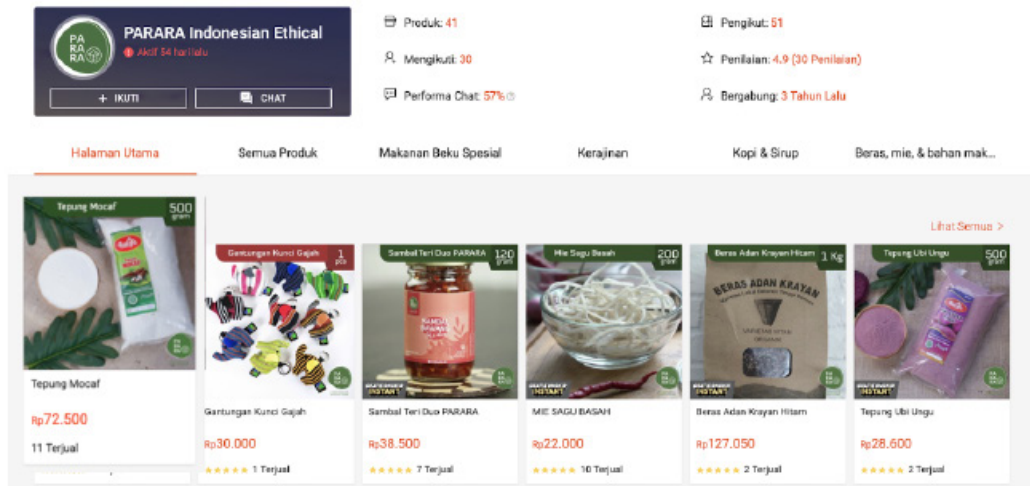 PARARA Indonesian Ethical
Aktif 54 hari lalu
+ IKUTI
CHAT
Produk: 41
Mengikuti: 30
Performa Chat: 57%
Pengikut: 51
Penilaian: 4.9 (30 Penilaian)
Bergabung: 3 Tahun Lalu
Halaman Utama
Semua Produk
Makanan Beku Spesial
Kerajinan
Kopi & Sirup
Beras, mie, & bahan mak...
Lihat Semua >
Tepung Mocaf
500
gram
Tepung Mocaf
Rp72.500
11 Terjual
Gantungan Kunci Gajah
1
pcs
Gantungan Kunci Gajah
Rp30.000
1 Terjual
Sambal Teri Duo PARARA
120
gram
Sambal Teri Duo PARARA
Rp38.500
7 Terjual
Mie Sagu Basah
200
gram
MIE SAGU BASAH
Rp22.000
10 Terjual
Beras Adan Krayan Hitam
1 Kg
BERAS ADAN KRAYAN
Beras Adan Krayan Hitam
Rp127.050
2 Terjual
Tepung Ubi Ungu
500
gram
Tepung Ubi Ungu
Rp28.600
2 Terjual